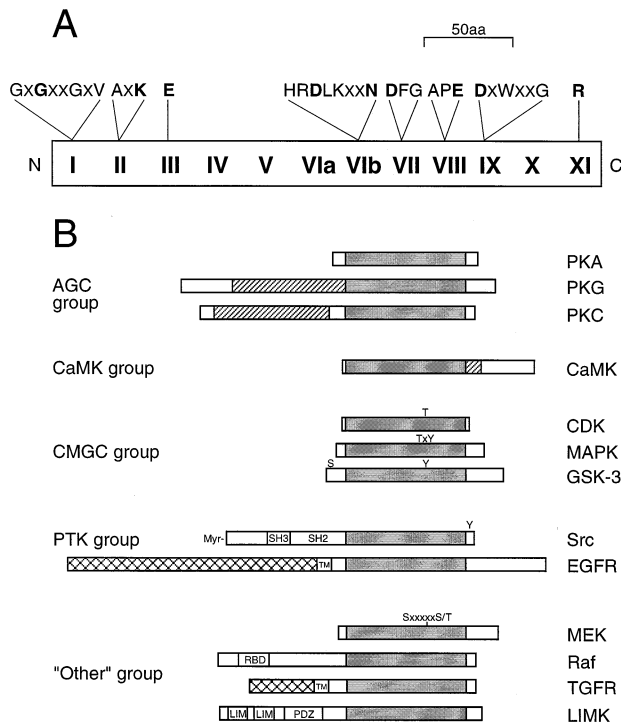 A
50aa
GxGxxGxV AxK E HRDLKxxN DFG APE DxWxxG R
N I II III IV V VIa VIb VII VIII IX X XI C
B
PKA
AGC group
PKG
PKC
CaMK group CaMK
T
CDK
CMGC group
TxY
MAPK
S Y
GSK-3
Y
PTK group Myr- SH3 SH2 Src
TM EGFR
SxxxxxS/T
MEK
"Other" group
RBD Raf
TM TGFR
LIM LIM PDZ LIMK